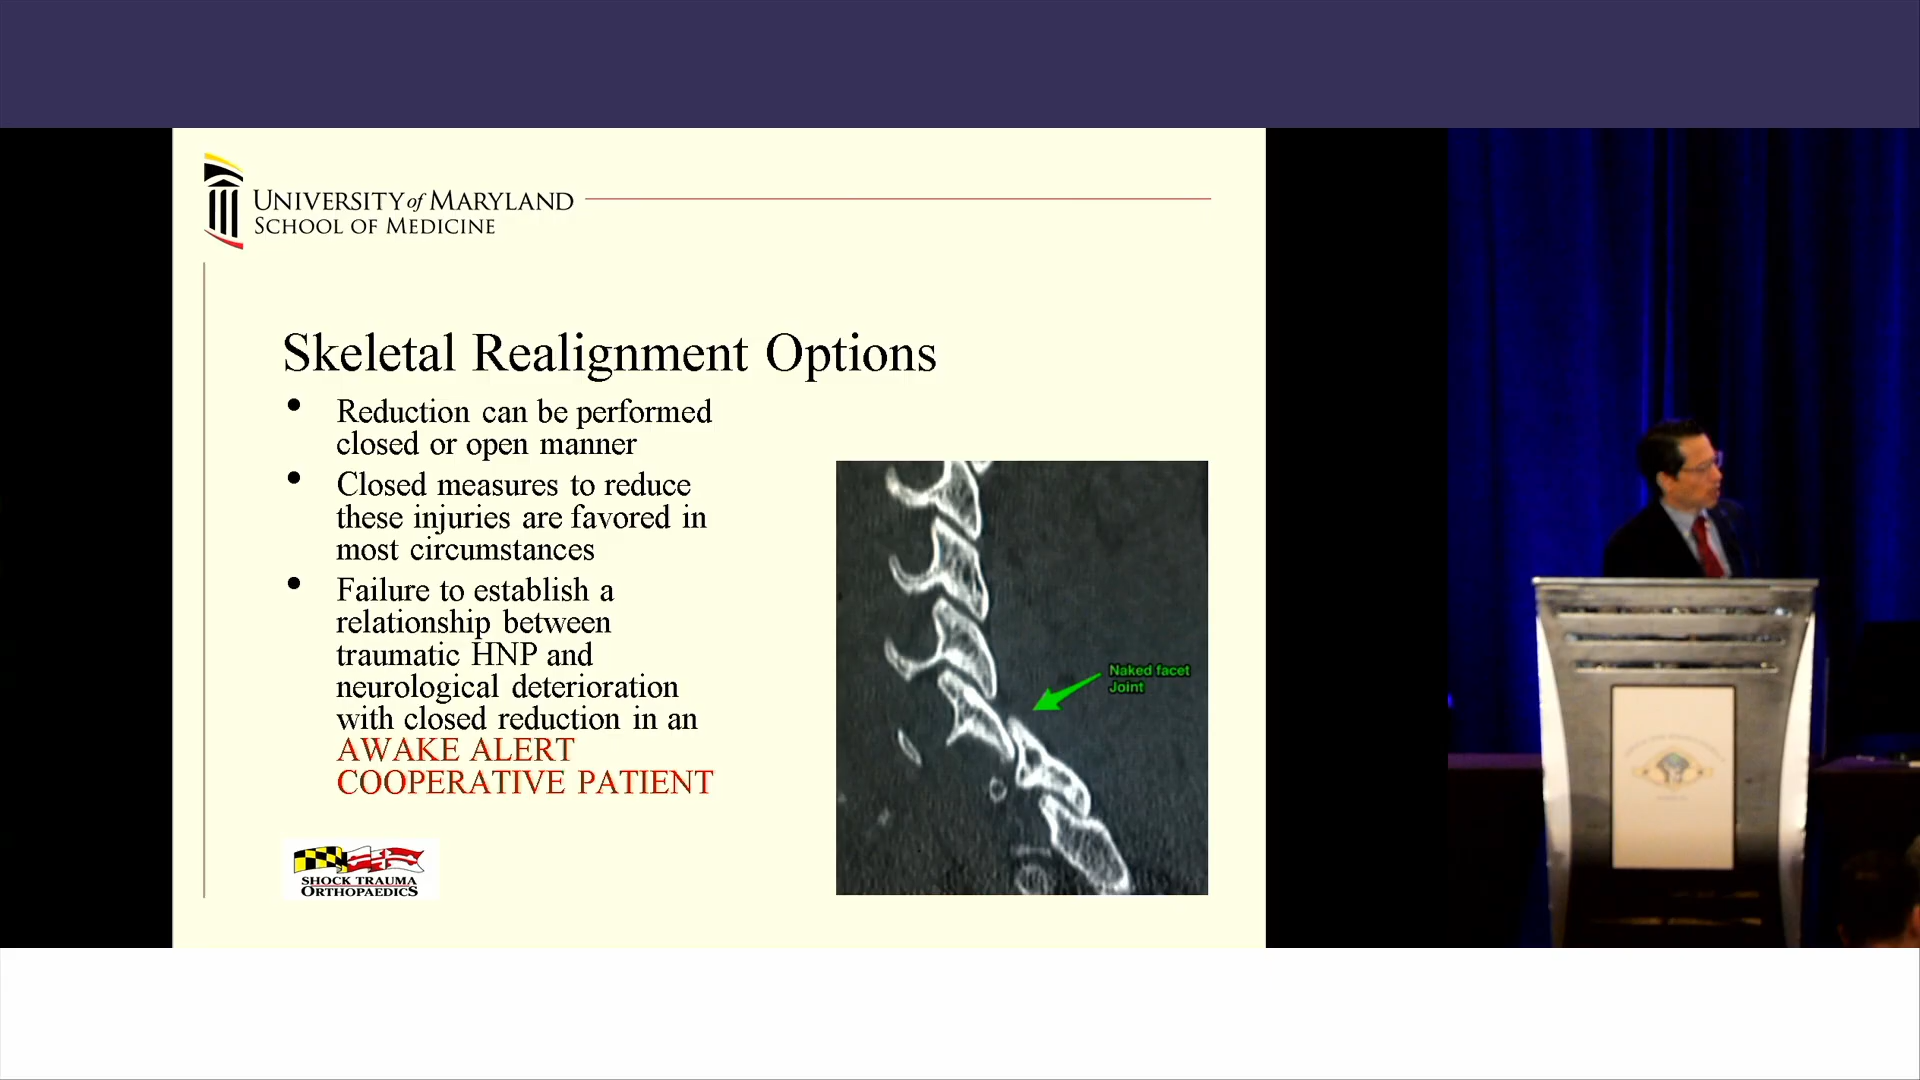 UNIVERSITY of MARYLAND
SCHOOL OF MEDICINE
Skeletal Realignment Options
• Reduction can be performed
closed or open manner
• Closed measures to reduce
these injuries are favored in
most circumstances
• Failure to establish a
relationship between
traumatic HNP and
neurological deterioration
with closed reduction in an
AWAKE ALERT
COOPERATIVE PATIENT
Naked facet
Joint
SHOCK TRAUMA
ORTHOPAEDICS